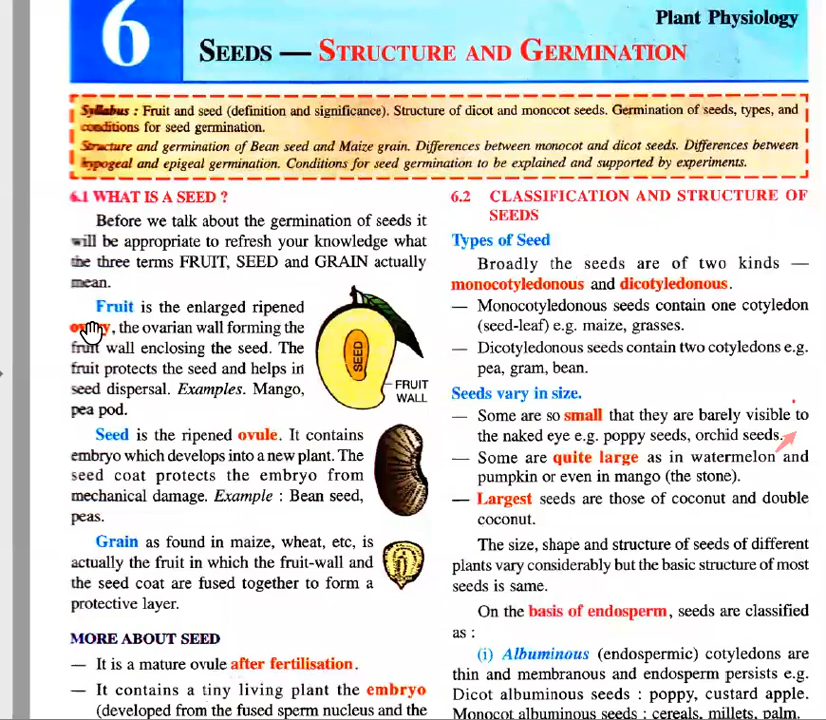 6
Plant Physiology
SEEDS — STRUCTURE AND GERMINATION
Syllabus : Fruit and seed (definition and significance). Structure of dicot and monocot seeds. Germination of seeds, types, and
conditions for seed germination.
Structure and germination of Bean seed and Maize grain. Differences between monocot and dicot seeds. Differences between
hypogeal and epigeal germination. Conditions for seed germination to be explained and supported by experiments.
6.1 WHAT IS A SEED ?
Before we talk about the germination of seeds it
will be appropriate to refresh your knowledge what
the three terms FRUIT, SEED and GRAIN actually
mean.
Fruit is the enlarged ripened
, the ovarian wall forming the
fruit wall enclosing the seed. The
fruit protects the seed and helps in
seed dispersal. Examples. Mango,
pea pod.
SEED
FRUIT
WALL
Seed is the ripened ovule. It contains
embryo which develops into a new plant. The
seed coat protects the embryo from
mechanical damage. Example : Bean seed,
peas.
Grain as found in maize, wheat, etc, is
actually the fruit in which the fruit-wall and
the seed coat are fused together to form a
protective layer.
MORE ABOUT SEED
— It is a mature ovule after fertilisation.
— It contains a tiny living plant the embryo
(developed from the fused sperm nucleus and the
6.2 CLASSIFICATION AND STRUCTURE OF
SEEDS
Types of Seed
Broadly the seeds are of two kinds —
monocotyledonous and dicotyledonous.
— Monocotyledonous seeds contain one cotyledon
(seed-leaf) e.g. maize, grasses.
— Dicotyledonous seeds contain two cotyledons e.g.
pea, gram, bean.
Seeds vary in size.
— Some are so small that they are barely visible to
the naked eye e.g. poppy seeds, orchid seeds.
— Some are quite large as in watermelon and
pumpkin or even in mango (the stone).
— Largest seeds are those of coconut and double
coconut.
The size, shape and structure of seeds of different
plants vary considerably but the basic structure of most
seeds is same.
On the basis of endosperm, seeds are classified
as :
(i) Albuminous (endospermic) cotyledons are
thin and membranous and endosperm persists e.g.
Dicot albuminous seeds : poppy, custard apple.
Monocot albuminous seeds : cereals, millets, palm.